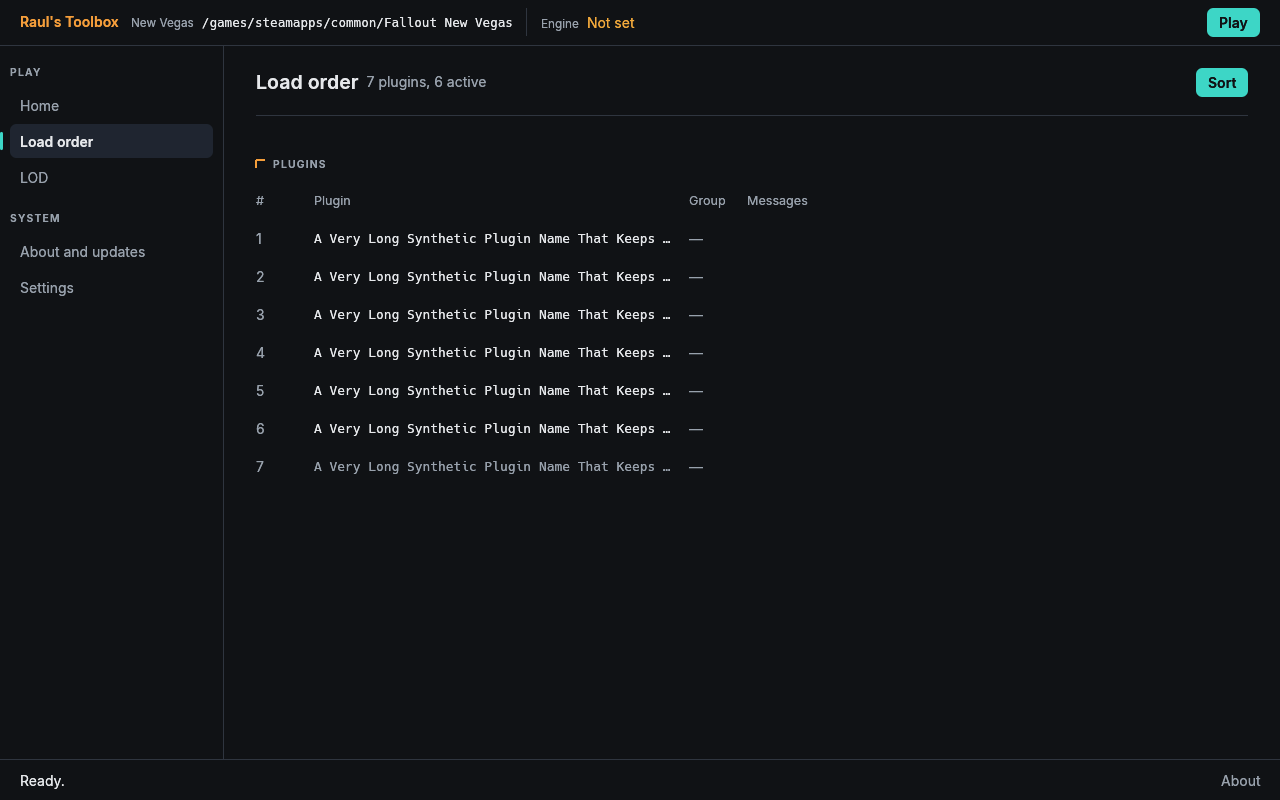 Raul's Toolbox New Vegas /games/steamapps/common/Fallout New Vegas Engine Not set Play
PLAY
Home
Load order
LOD
SYSTEM
About and updates
Settings
Load order 7 plugins, 6 active Sort
PLUGINS
# Plugin Group Messages
1 A Very Long Synthetic Plugin Name That Keeps … —
2 A Very Long Synthetic Plugin Name That Keeps … —
3 A Very Long Synthetic Plugin Name That Keeps … —
4 A Very Long Synthetic Plugin Name That Keeps … —
5 A Very Long Synthetic Plugin Name That Keeps … —
6 A Very Long Synthetic Plugin Name That Keeps … —
7 A Very Long Synthetic Plugin Name That Keeps … —
Ready. About